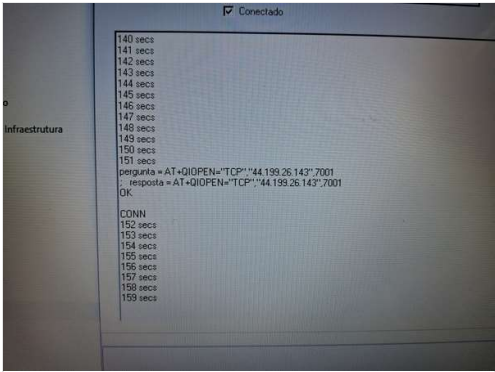 Conectado
140 secs
141 secs
142 secs
143 secs
144 secs
145 secs
146 secs
147 secs
148 secs
149 secs
150 secs
151 secs
pergunta = AT+QIOPEN="TCP","44.199.26.143",7001
;   resposta = AT+QIOPEN="TCP","44.199.26.143",7001
OK
CONN
152 secs
153 secs
154 secs
155 secs
156 secs
157 secs
158 secs
159 secs
o
Infraestrutura